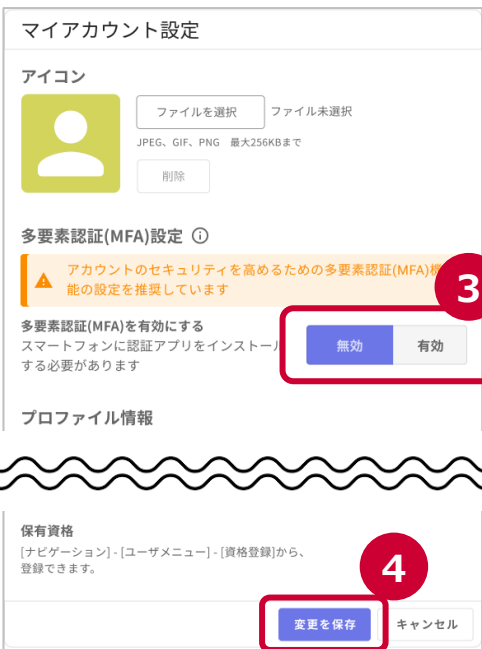 マイアカウント設定
アイコン
ファイルを選択 ファイル未選択
JPEG、GIF、PNG 最大256KBまで
削除
多要素認証(MFA)設定
アカウントのセキュリティを高めるための多要素認証(MFA)機
能の設定を推奨しています
3
多要素認証(MFA)を有効にする
スマートフォンに認証アプリをインストール
する必要があります
無効 有効
プロファイル情報
保有資格
[ナビゲーション] - [ユーザメニュー] - [資格登録]から、
登録できます。
4
変更を保存 キャンセル